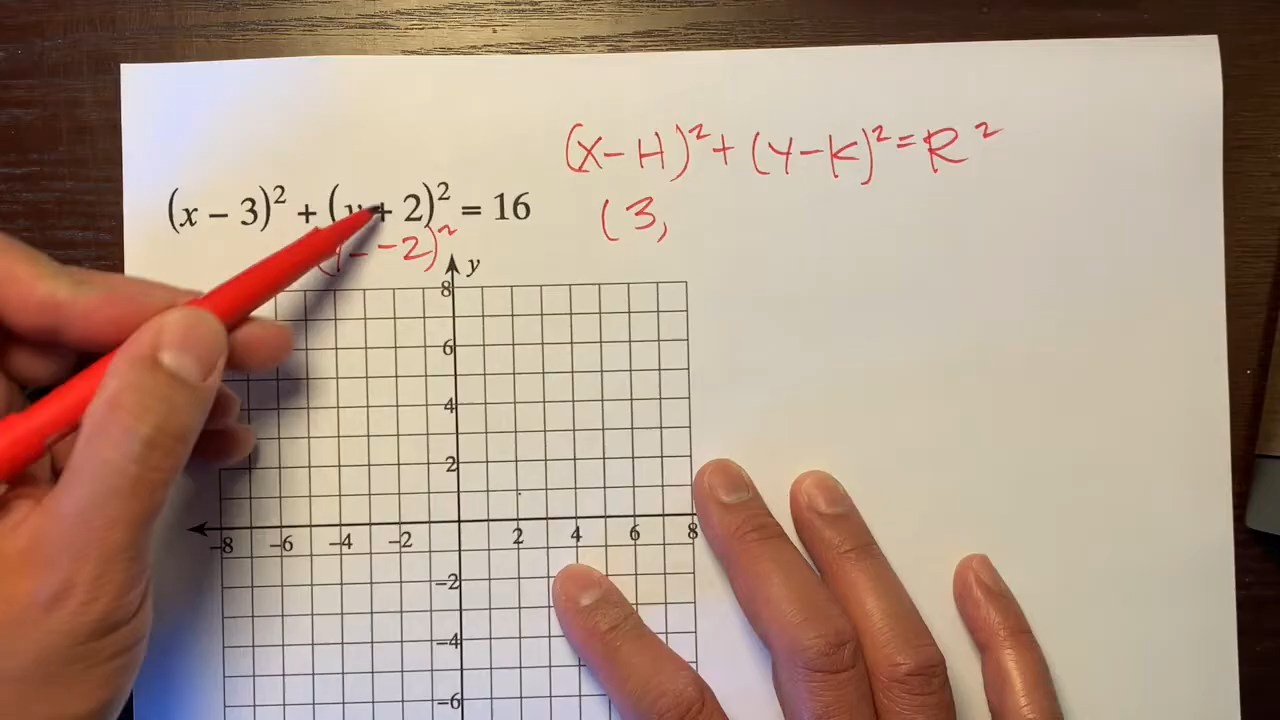 (X-H)² + (Y-K)² = R²
(x − 3)² + (y + 2)² = 16
(3,
(Y--2)²
y
8
6
4
2
-8 -6 -4 -2 2 4 6 8
-2
-4
-6